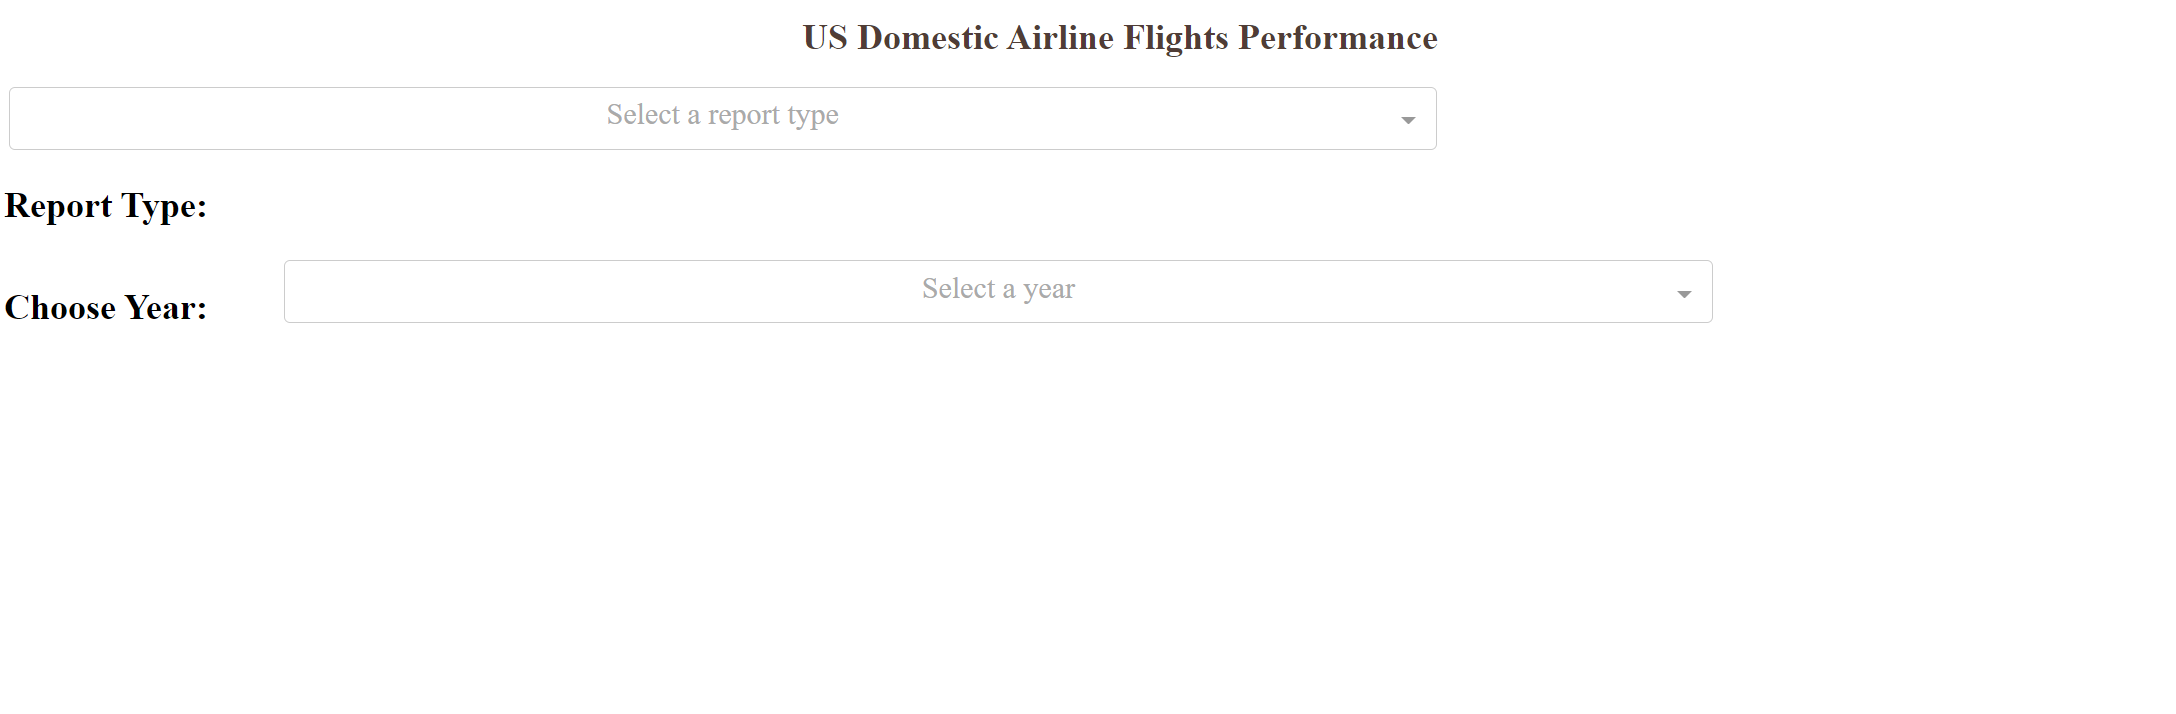 US Domestic Airline Flights Performance
Select a report type
Report Type:
Select a year
Choose Year: